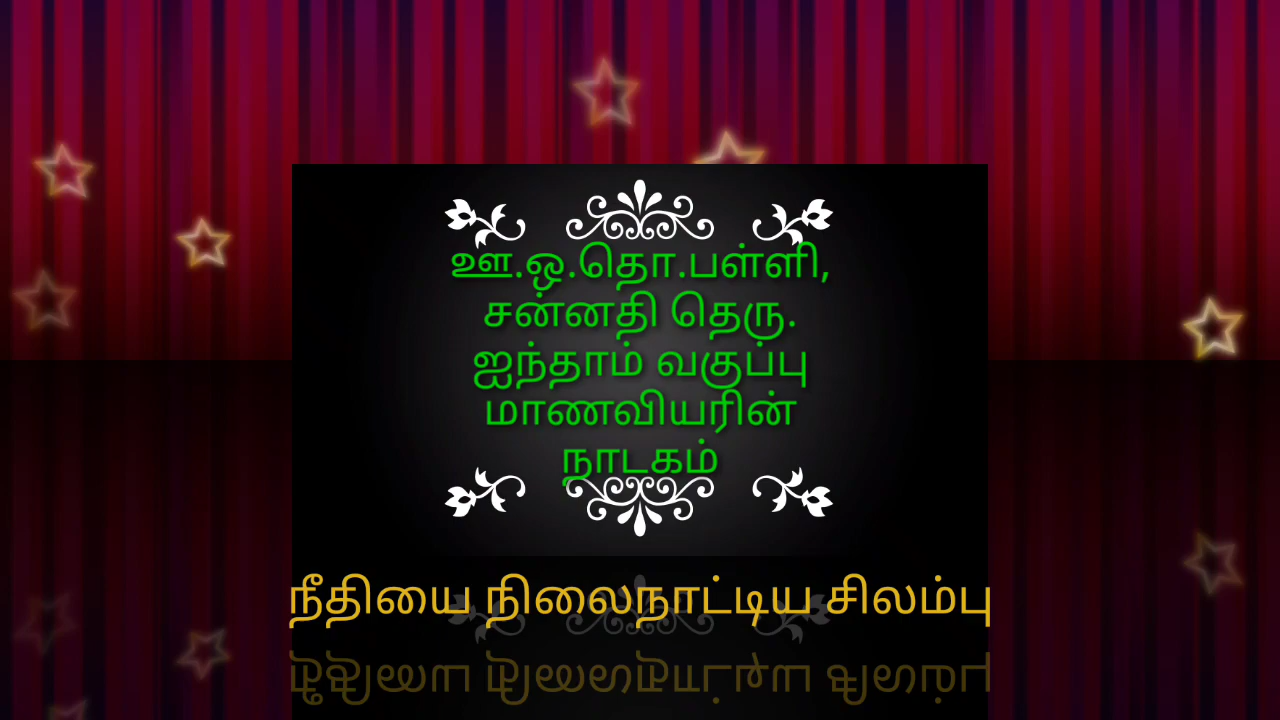 ஊ.ஒ.தொ.பள்ளி,
சன்னதி தெரு.
ஐந்தாம் வகுப்பு
மாணவியரின்
நாடகம்
நீதியை நிலைநாட்டிய சிலம்பு